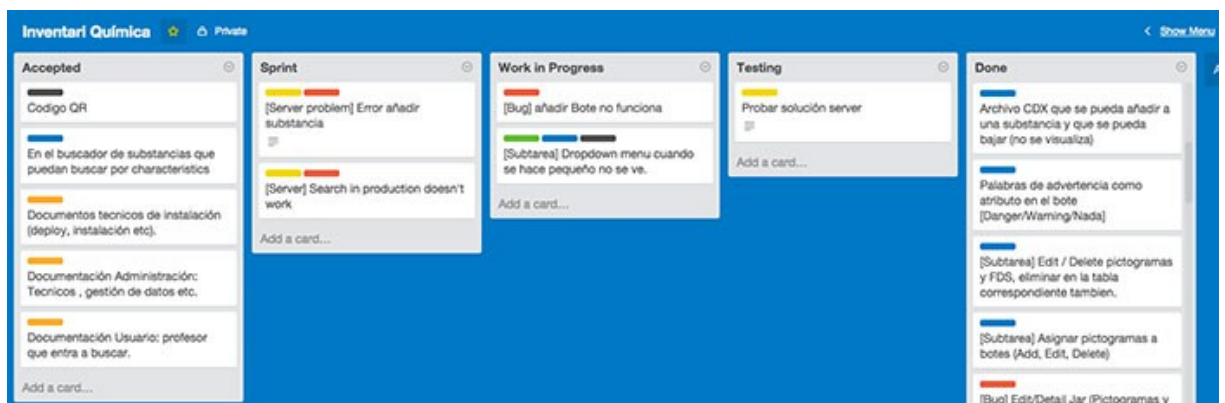 Inventari Química
Private
Show Menu
Accepted
Codigo QR
En el buscador de substancias que
puedan buscar por characteristics
Documentos tecnicos de instalación
(deploy, instalación etc).
Documentación Administración:
Tecnicos , gestión de datos etc.
Documentación Usuario: profesor
que entra a buscar.
Add a card...
Sprint
[Server problem] Error añadir
substancia
[Server] Search in production doesn't
work
Add a card...
Work in Progress
[Bug] añadir Bote no funciona
[Subtarea] Dropdown menu cuando
se hace pequeño no se ve.
Add a card...
Testing
Probar solución server
Add a card...
Done
Archivo CDX que se pueda añadir a
una substancia y que se pueda
bajar (no se visualiza)
Palabras de advertencia como
atributo en el bote
[Danger/Warning/Nada]
[Subtarea] Edit / Delete pictogramas
y FDS, eliminar en la tabla
correspondiente tambien.
[Subtarea] Asignar pictogramas a
botes (Add, Edit, Delete)
[Bug] Edit/Detail Jar (Pictogramas y
A